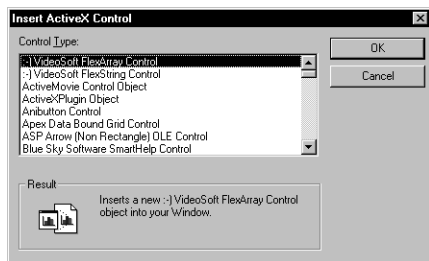 Insert ActiveX Control
Control Type:
:-) VideoSoft FlexArray Control
:-) VideoSoft FlexString Control
ActiveMovie Control Object
ActiveXPlugin Object
Anibutton Control
Apex Data Bound Grid Control
ASP Arrow (Non Rectangle) OLE Control
Blue Sky Software SmartHelp Control
OK
Cancel
Result
Inserts a new :-) VideoSoft FlexArray Control
object into your Window.